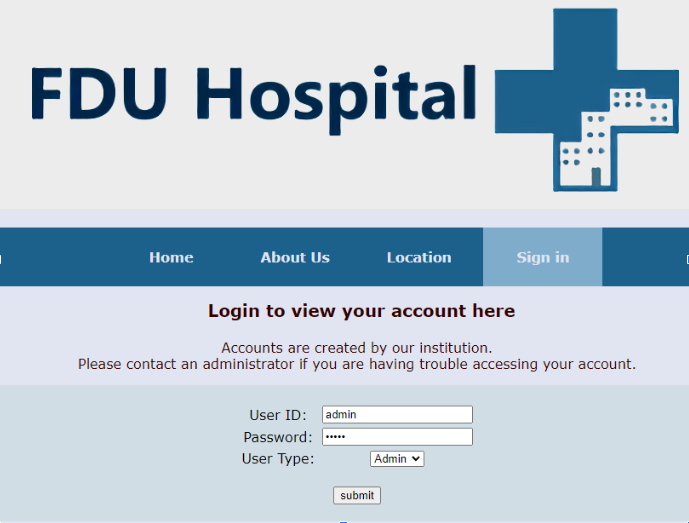 FDU Hospital
Home About Us Location Sign in
Login to view your account here
Accounts are created by our institution.
Please contact an administrator if you are having trouble accessing your account.
User ID: admin
Password: •••••
User Type: Admin
submit